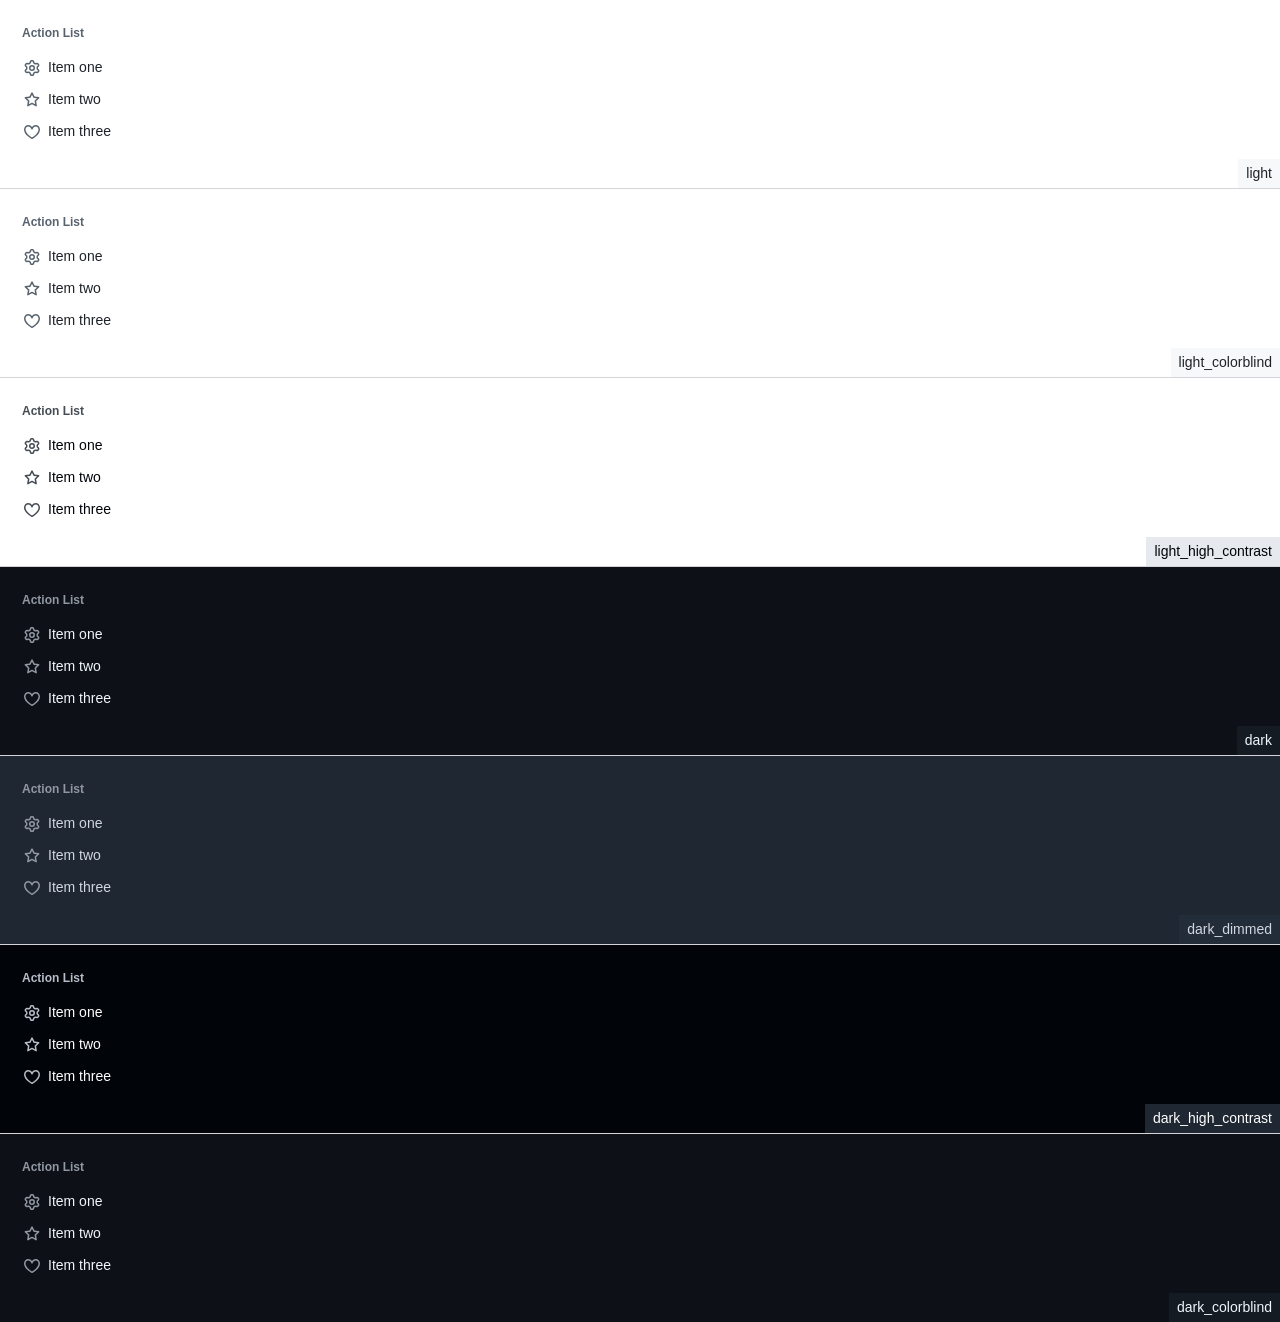 Action List
Item one
Item two
Item three
light
Action List
Item one
Item two
Item three
light_colorblind
Action List
Item one
Item two
Item three
light_high_contrast
Action List
Item one
Item two
Item three
dark
Action List
Item one
Item two
Item three
dark_dimmed
Action List
Item one
Item two
Item three
dark_high_contrast
Action List
Item one
Item two
Item three
dark_colorblind